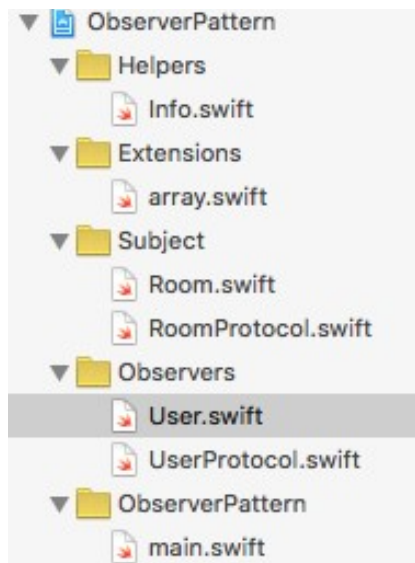 ObserverPattern
Helpers
Info.swift
Extensions
array.swift
Subject
Room.swift
RoomProtocol.swift
Observers
User.swift
UserProtocol.swift
ObserverPattern
main.swift